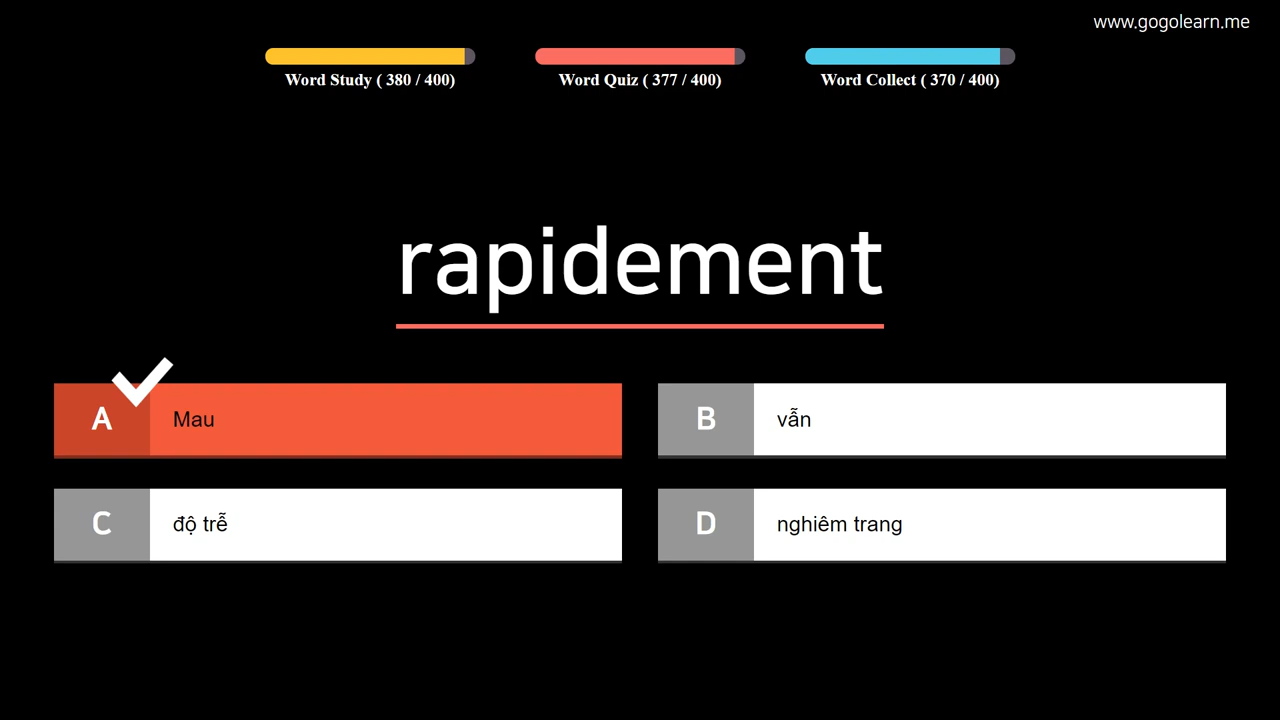 www.gogolearn.me
Word Study ( 380 / 400)
Word Quiz ( 377 / 400)
Word Collect ( 370 / 400)
rapidement
A Mau
B vẫn
C độ trễ
D nghiêm trang